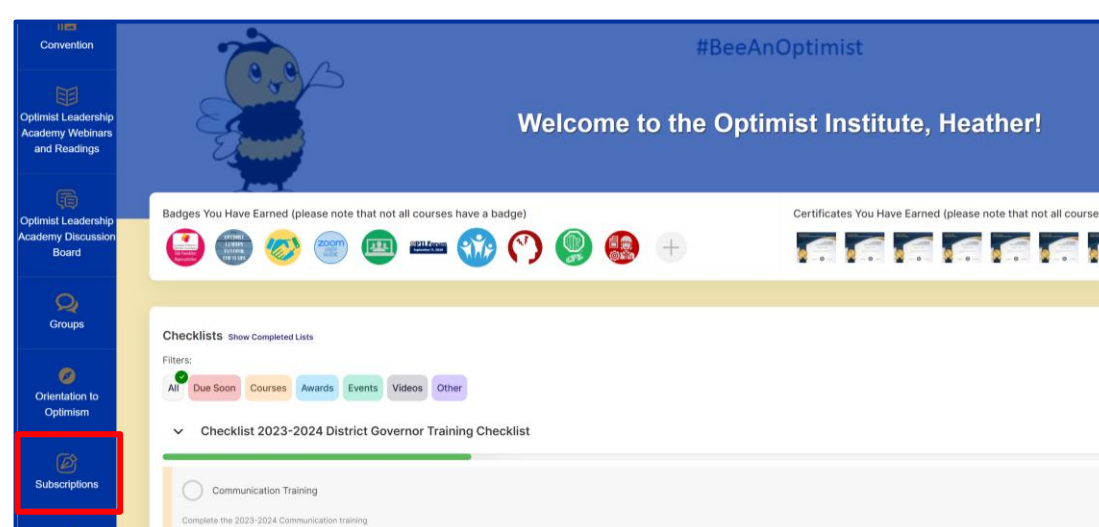 Convention
Optimist Leadership
Academy Webinars
and Readings
Optimist Leadership
Academy Discussion
Board
Groups
Orientation to
Optimism
Subscriptions
#BeeAnOptimist
Welcome to the Optimist Institute, Heather!
Badges You Have Earned (please note that not all courses have a badge)
zoom
Certificates You Have Earned (please note that not all course
Checklists Show Completed Lists
Filters:
All Due Soon Courses Awards Events Videos Other
Checklist 2023-2024 District Governor Training Checklist
Communication Training
Complete the 2023-2024 Communication training